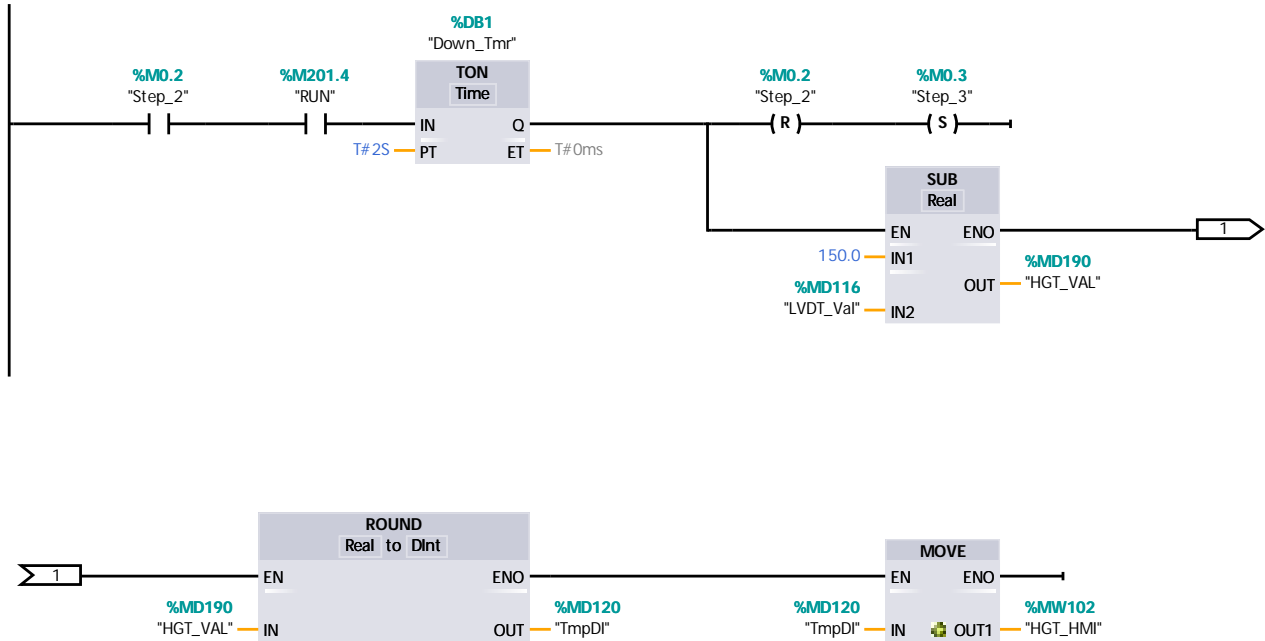 %DB1
"Down_Tmr"
%M0.2
"Step_2"
%M201.4
"RUN"
TON
Time
IN Q
T#2S PT ET T#0ms
%M0.2
"Step_2"
R
%M0.3
"Step_3"
S
SUB
Real
EN ENO
1
150.0 IN1
%MD190
OUT "HGT_VAL"
%MD116
"LVDT_Val" IN2
1
ROUND
Real to DInt
EN ENO
%MD190
"HGT_VAL" IN
%MD120
OUT "TmpDI"
MOVE
EN ENO
%MD120
"TmpDI" IN
%MW102
OUT1 "HGT_HMI"